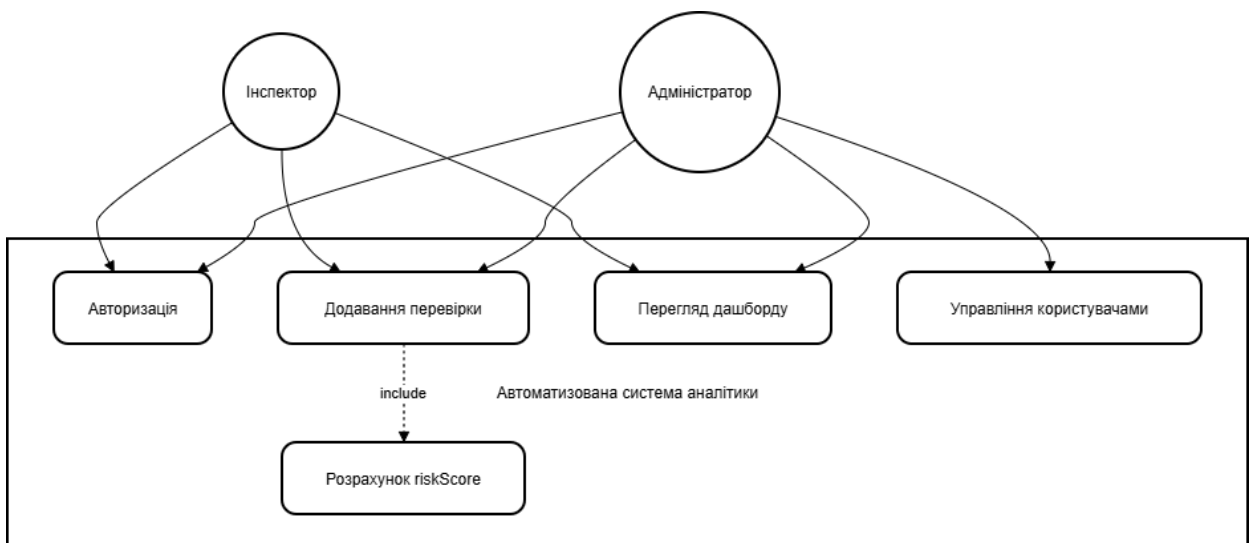 Інспектор
Адміністратор
Авторизація
Додавання перевірки
Перегляд дашборду
Управління користувачами
include
Автоматизована система аналітики
Розрахунок riskScore